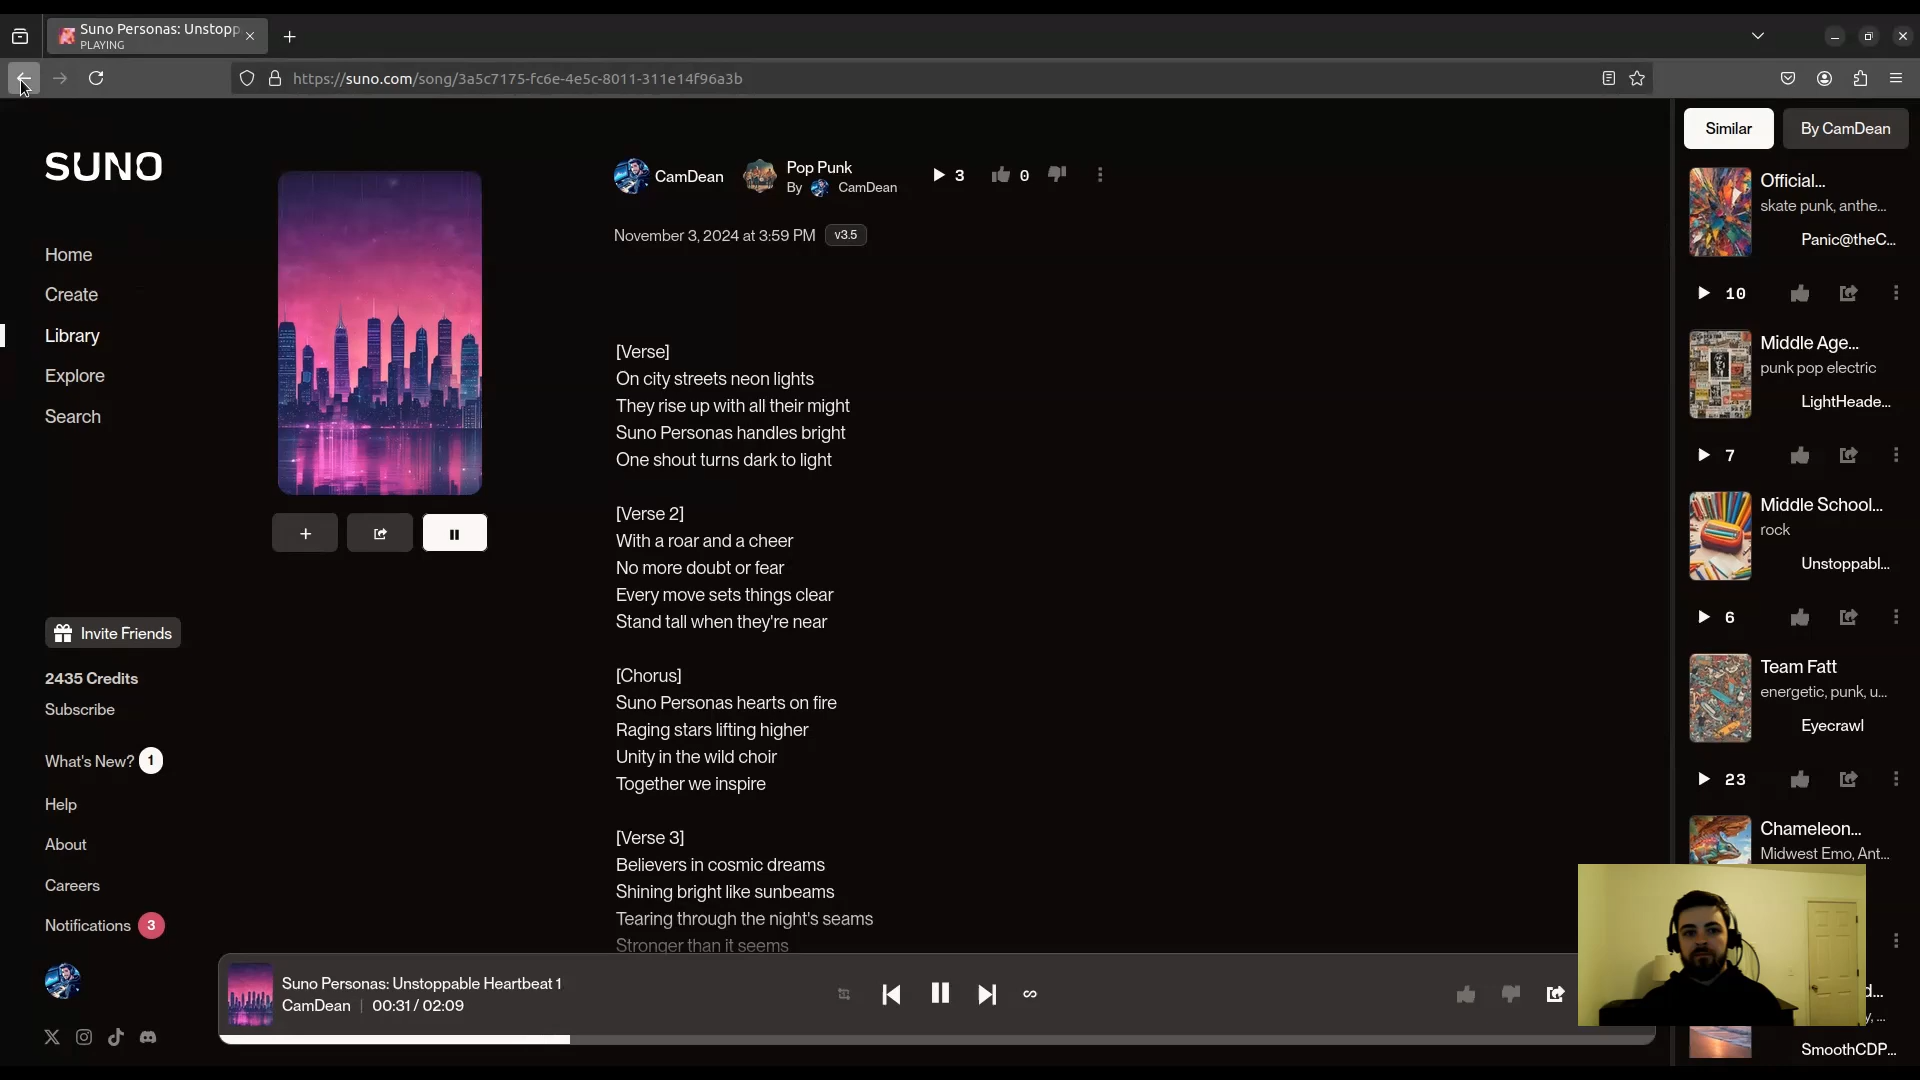 Suno Personas: Unstopp
PLAYING
https://suno.com/song/3a5c7175-fc6e-4e5c-8011-311e14f96a3b
SUNO
Home
Create
Library
Explore
Search
Invite Friends
2435 Credits
Subscribe
What's New? 1
Help
About
Careers
Notifications 3
CamDean
Pop Punk
By CamDean
3
0
November 3, 2024 at 3:59 PM v3.5
[Verse]
On city streets neon lights
They rise up with all their might
Suno Personas handles bright
One shout turns dark to light
[Verse 2]
With a roar and a cheer
No more doubt or fear
Every move sets things clear
Stand tall when they're near
[Chorus]
Suno Personas hearts on fire
Raging stars lifting higher
Unity in the wild choir
Together we inspire
[Verse 3]
Believers in cosmic dreams
Shining bright like sunbeams
Tearing through the night's seams
Stronger than it seems
Suno Personas: Unstoppable Heartbeat 1
CamDean | 00:31 / 02:09
Similar
By CamDean
Official...
skate punk, anthe...
Panic@theC...
10
Middle Age...
punk pop electric
LightHeade...
7
Middle School...
rock
Unstoppabl...
6
Team Fatt
energetic, punk, u...
Eyecrawl
23
Chameleon...
Midwest Emo, Ant...
d...
y, ...
SmoothCDP...